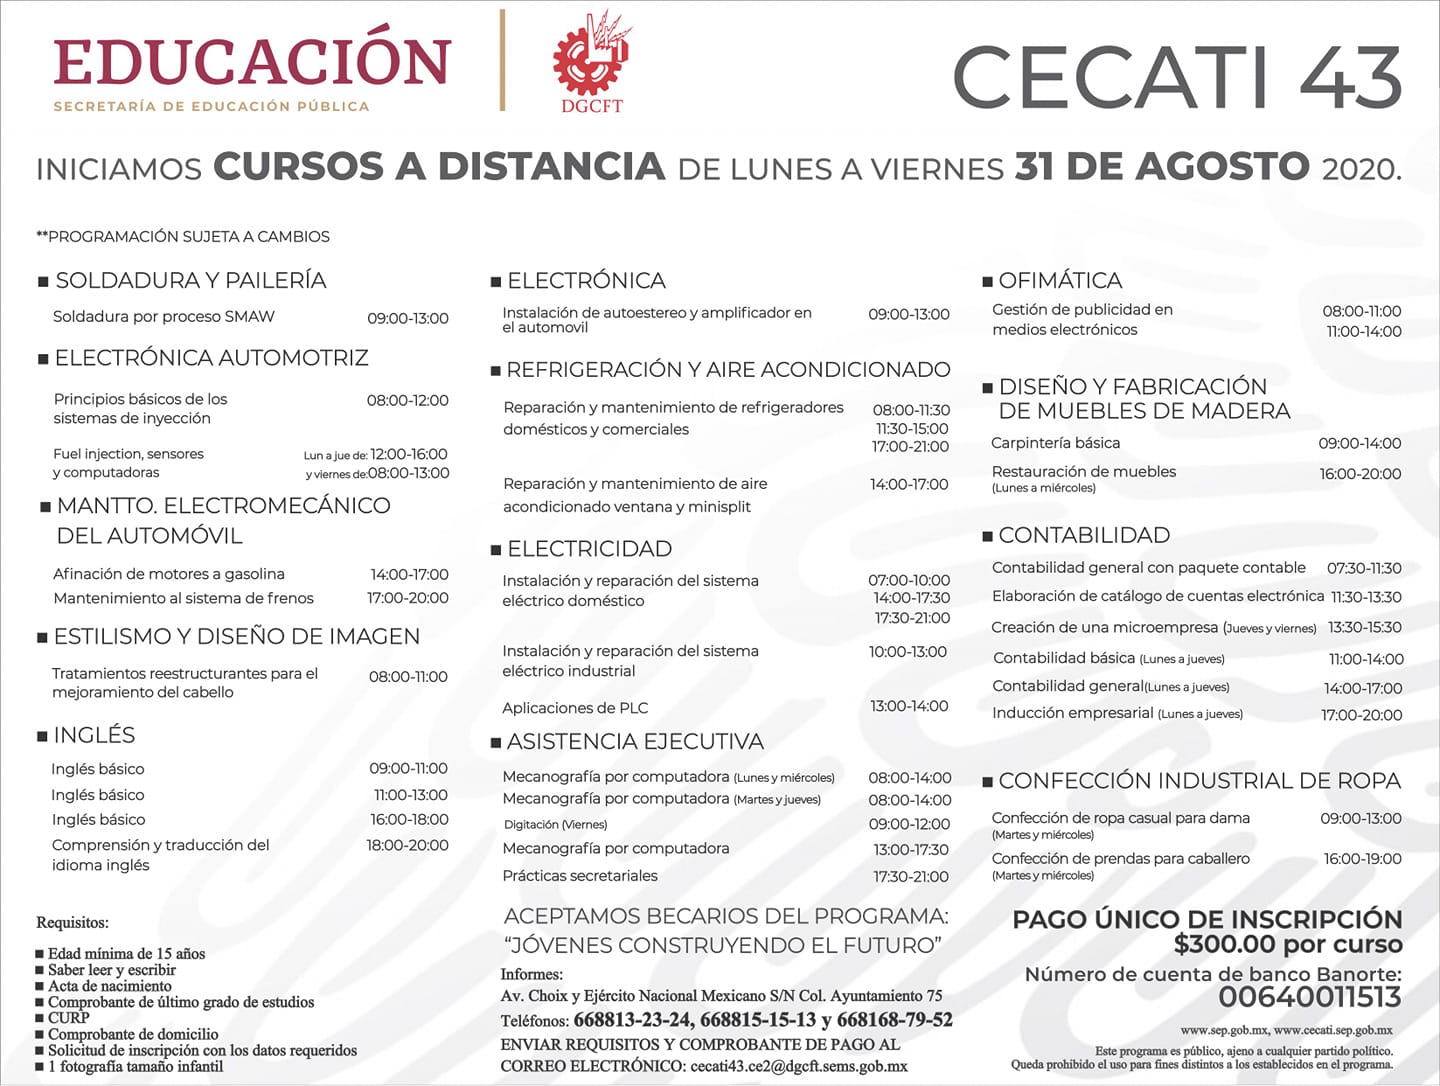 EDUCACIÓN
SECRETARÍA DE EDUCACIÓN PÚBLICA
DGCFT
CECATI 43
INICIAMOS CURSOS A DISTANCIA DE LUNES A VIERNES 31 DE AGOSTO 2020.
**PROGRAMACIÓN SUJETA A CAMBIOS
■ SOLDADURA Y PAILERÍA
Soldadura por proceso SMAW 09:00-13:00
■ ELECTRÓNICA AUTOMOTRIZ
Principios básicos de los 08:00-12:00
sistemas de inyección
Fuel injection, sensores Lun a jue de: 12:00-16:00
y computadoras y viernes de:08:00-13:00
■ MANTTO. ELECTROMECÁNICO
DEL AUTOMÓVIL
Afinación de motores a gasolina 14:00-17:00
Mantenimiento al sistema de frenos 17:00-20:00
■ ESTILISMO Y DISEÑO DE IMAGEN
Tratamientos reestructurantes para el 08:00-11:00
mejoramiento del cabello
■ INGLÉS
Inglés básico 09:00-11:00
Inglés básico 11:00-13:00
Inglés básico 16:00-18:00
Comprensión y traducción del 18:00-20:00
idioma inglés
Requisitos:
■ Edad mínima de 15 años
■ Saber leer y escribir
■ Acta de nacimiento
■ Comprobante de último grado de estudios
■ CURP
■ Comprobante de domicilio
■ Solicitud de inscripción con los datos requeridos
■ 1 fotografía tamaño infantil
■ ELECTRÓNICA
Instalación de autoestereo y amplificador en 09:00-13:00
el automovil
■ REFRIGERACIÓN Y AIRE ACONDICIONADO
Reparación y mantenimiento de refrigeradores 08:00-11:30
domésticos y comerciales 11:30-15:00
17:00-21:00
Reparación y mantenimiento de aire 14:00-17:00
acondicionado ventana y minisplit
■ ELECTRICIDAD
Instalación y reparación del sistema 07:00-10:00
eléctrico doméstico 14:00-17:30
17:30-21:00
Instalación y reparación del sistema 10:00-13:00
eléctrico industrial
Aplicaciones de PLC 13:00-14:00
■ ASISTENCIA EJECUTIVA
Mecanografía por computadora (Lunes y miércoles) 08:00-14:00
Mecanografía por computadora (Martes y jueves) 08:00-14:00
Digitación (Viernes) 09:00-12:00
Mecanografía por computadora 13:00-17:30
Prácticas secretariales 17:30-21:00
ACEPTAMOS BECARIOS DEL PROGRAMA:
“JÓVENES CONSTRUYENDO EL FUTURO”
Informes:
Av. Choix y Ejército Nacional Mexicano S/N Col. Ayuntamiento 75
Teléfonos: 668813-23-24, 668815-15-13 y 668168-79-52
ENVIAR REQUISITOS Y COMPROBANTE DE PAGO AL
CORREO ELECTRÓNICO: cecati43.ce2@dgcft.sems.gob.mx
■ OFIMÁTICA
Gestión de publicidad en 08:00-11:00
medios electrónicos 11:00-14:00
■ DISEÑO Y FABRICACIÓN
DE MUEBLES DE MADERA
Carpintería básica 09:00-14:00
Restauración de muebles 16:00-20:00
(Lunes a miércoles)
■ CONTABILIDAD
Contabilidad general con paquete contable 07:30-11:30
Elaboración de catálogo de cuentas electrónica 11:30-13:30
Creación de una microempresa (Jueves y viernes) 13:30-15:30
Contabilidad básica (Lunes a jueves) 11:00-14:00
Contabilidad general(Lunes a jueves) 14:00-17:00
Inducción empresarial (Lunes a jueves) 17:00-20:00
■ CONFECCIÓN INDUSTRIAL DE ROPA
Confección de ropa casual para dama 09:00-13:00
(Martes y miércoles)
Confección de prendas para caballero 16:00-19:00
(Martes y miércoles)
PAGO ÚNICO DE INSCRIPCIÓN
$300.00 por curso
Número de cuenta de banco Banorte:
00640011513
www.sep.gob.mx, www.cecati.sep.gob.mx
Este programa es público, ajeno a cualquier partido político.
Queda prohibido el uso para fines distintos a los establecidos en el programa.